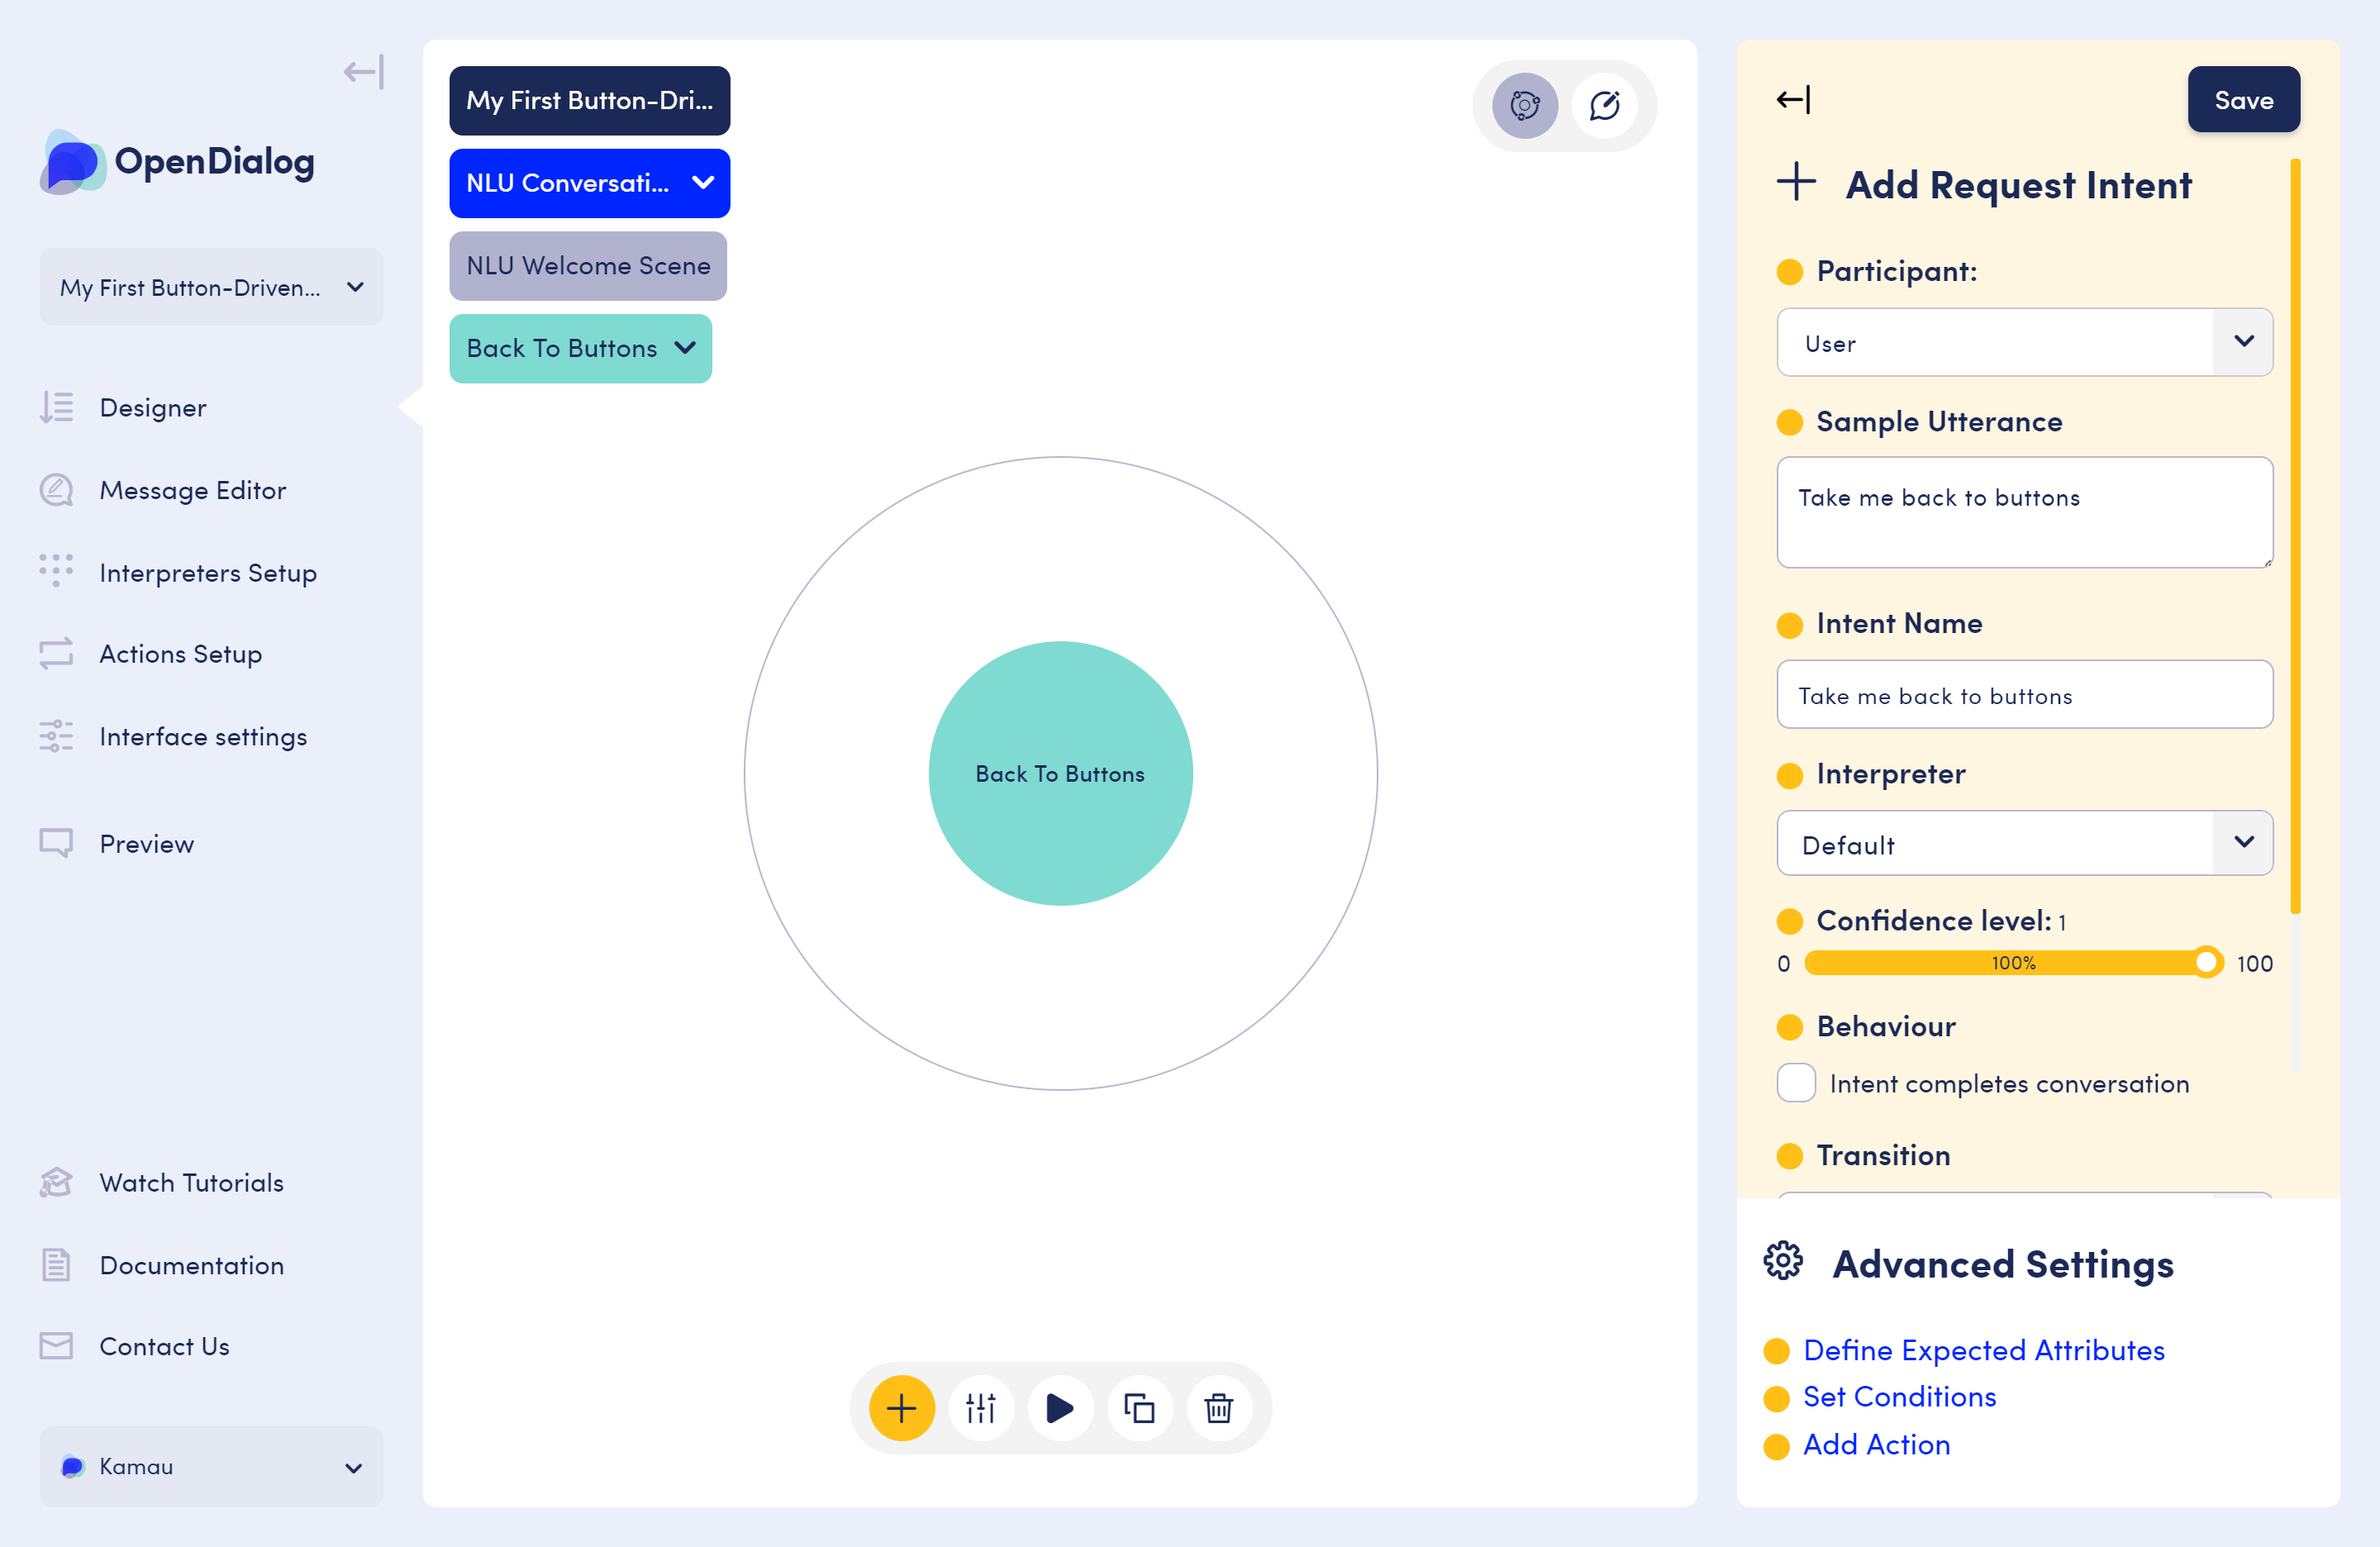 OpenDialog
My First Button-Driven...
Designer
Message Editor
Interpreters Setup
Actions Setup
Interface settings
Preview
Watch Tutorials
Documentation
Contact Us
Kamau
My First Button-Dri...
NLU Conversati...
NLU Welcome Scene
Back To Buttons
Back To Buttons
Save
Add Request Intent
Participant:
User
Sample Utterance
Take me back to buttons
Intent Name
Take me back to buttons
Interpreter
Default
Confidence level: 1
0 100% 100
Behaviour
Intent completes conversation
Transition
Advanced Settings
Define Expected Attributes
Set Conditions
Add Action